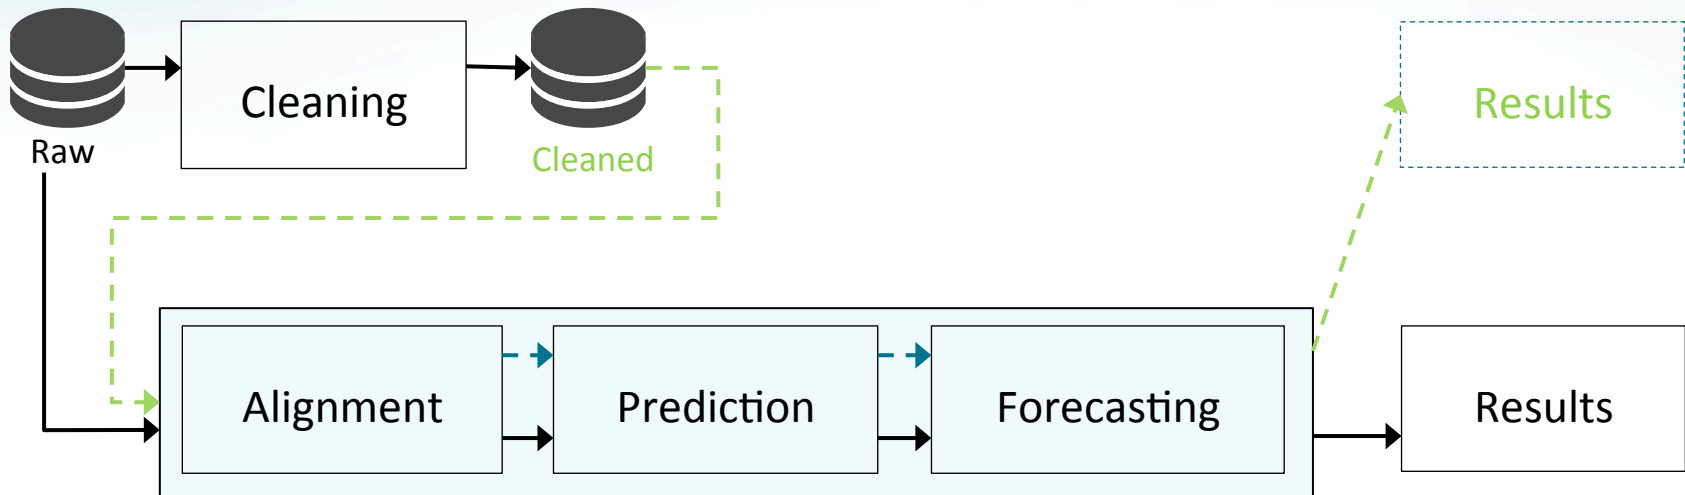 Cleaning
Results
Raw
Cleaned
Alignment
Prediction
Forecasting
Results